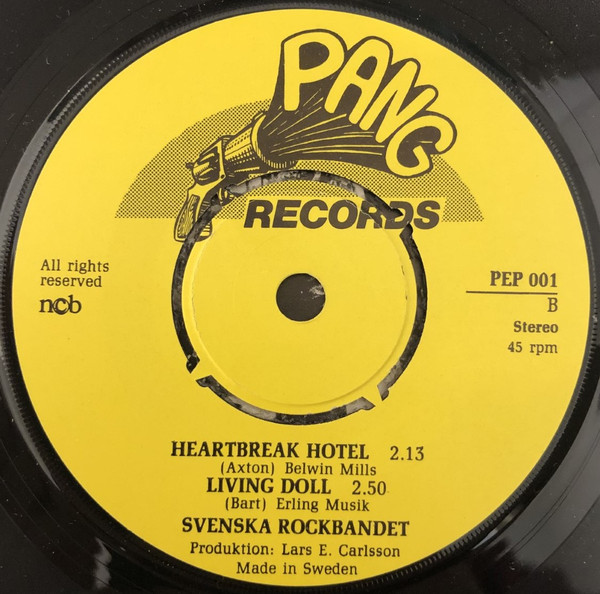 PANG
RECORDS
All rights
reserved
ncb
PEP 001
B
Stereo
45 rpm
HEARTBREAK HOTEL 2.13
(Axton) Belwin Mills
LIVING DOLL 2.50
(Bart) Erling Musik
SVENSKA ROCKBANDET
Produktion: Lars E. Carlsson
Made in Sweden